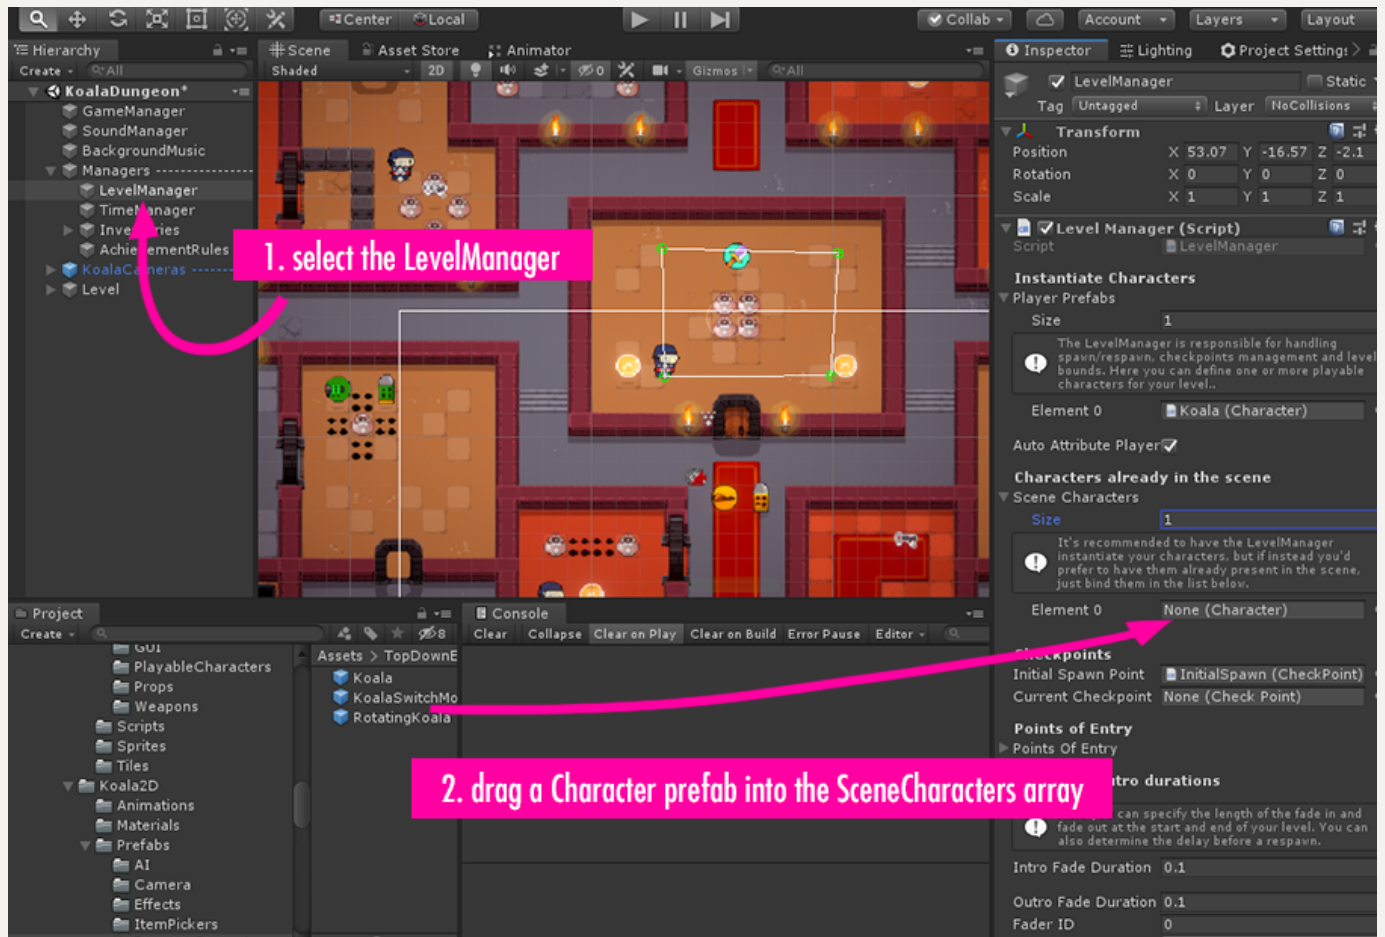 Center Local
Collab Account Layers Layout
Hierarchy
Create All
KoalaDungeon*
GameManager
SoundManager
BackgroundMusic
Managers
LevelManager
TimeManager
AchievementRules
KoalaCameras
Level
Scene Asset Store Animator
Shaded 2D 0 Gizmos All
1. select the LevelManager
Inspector Lighting Project Settings
LevelManager Static
Tag Untagged Layer NoCollisions
Transform
Position X 53.07 Y -16.57 Z -2.1
Rotation X 0 Y 0 Z 0
Scale X 1 Y 1 Z 1
Level Manager (Script)
Script LevelManager
Instantiate Characters
Player Prefabs
Size 1
The LevelManager is responsible for handling
spawn/respawn, checkpoints management and level
bounds. Here you can define one or more playable
characters for your level..
Element 0 Koala (Character)
Auto Attribute Player
Characters already in the scene
Scene Characters
Size 1
It's recommended to have the LevelManager
instantiate your characters, but if instead you'd
prefer to have them already present in the scene,
just bind them in the list below.
Element 0 None (Character)
Checkpoints
Initial Spawn Point InitialSpawn (CheckPoint)
Current Checkpoint None (Check Point)
Points of Entry
Points Of Entry
durations
can specify the length of the fade in and
fade out at the start and end of your level. You can
also determine the delay before a respawn.
Intro Fade Duration 0.1
Outro Fade Duration 0.1
Fader ID 0
Project
Create 8
GUI
PlayableCharacters
Props
Weapons
Scripts
Sprites
Tiles
Koala2D
Animations
Materials
Prefabs
AI
Camera
Effects
ItemPickers
Assets > TopDownE
Koala
KoalaSwitchMo
RotatingKoala
Console
Clear Collapse Clear on Play Clear on Build Error Pause Editor
2. drag a Character prefab into the SceneCharacters array